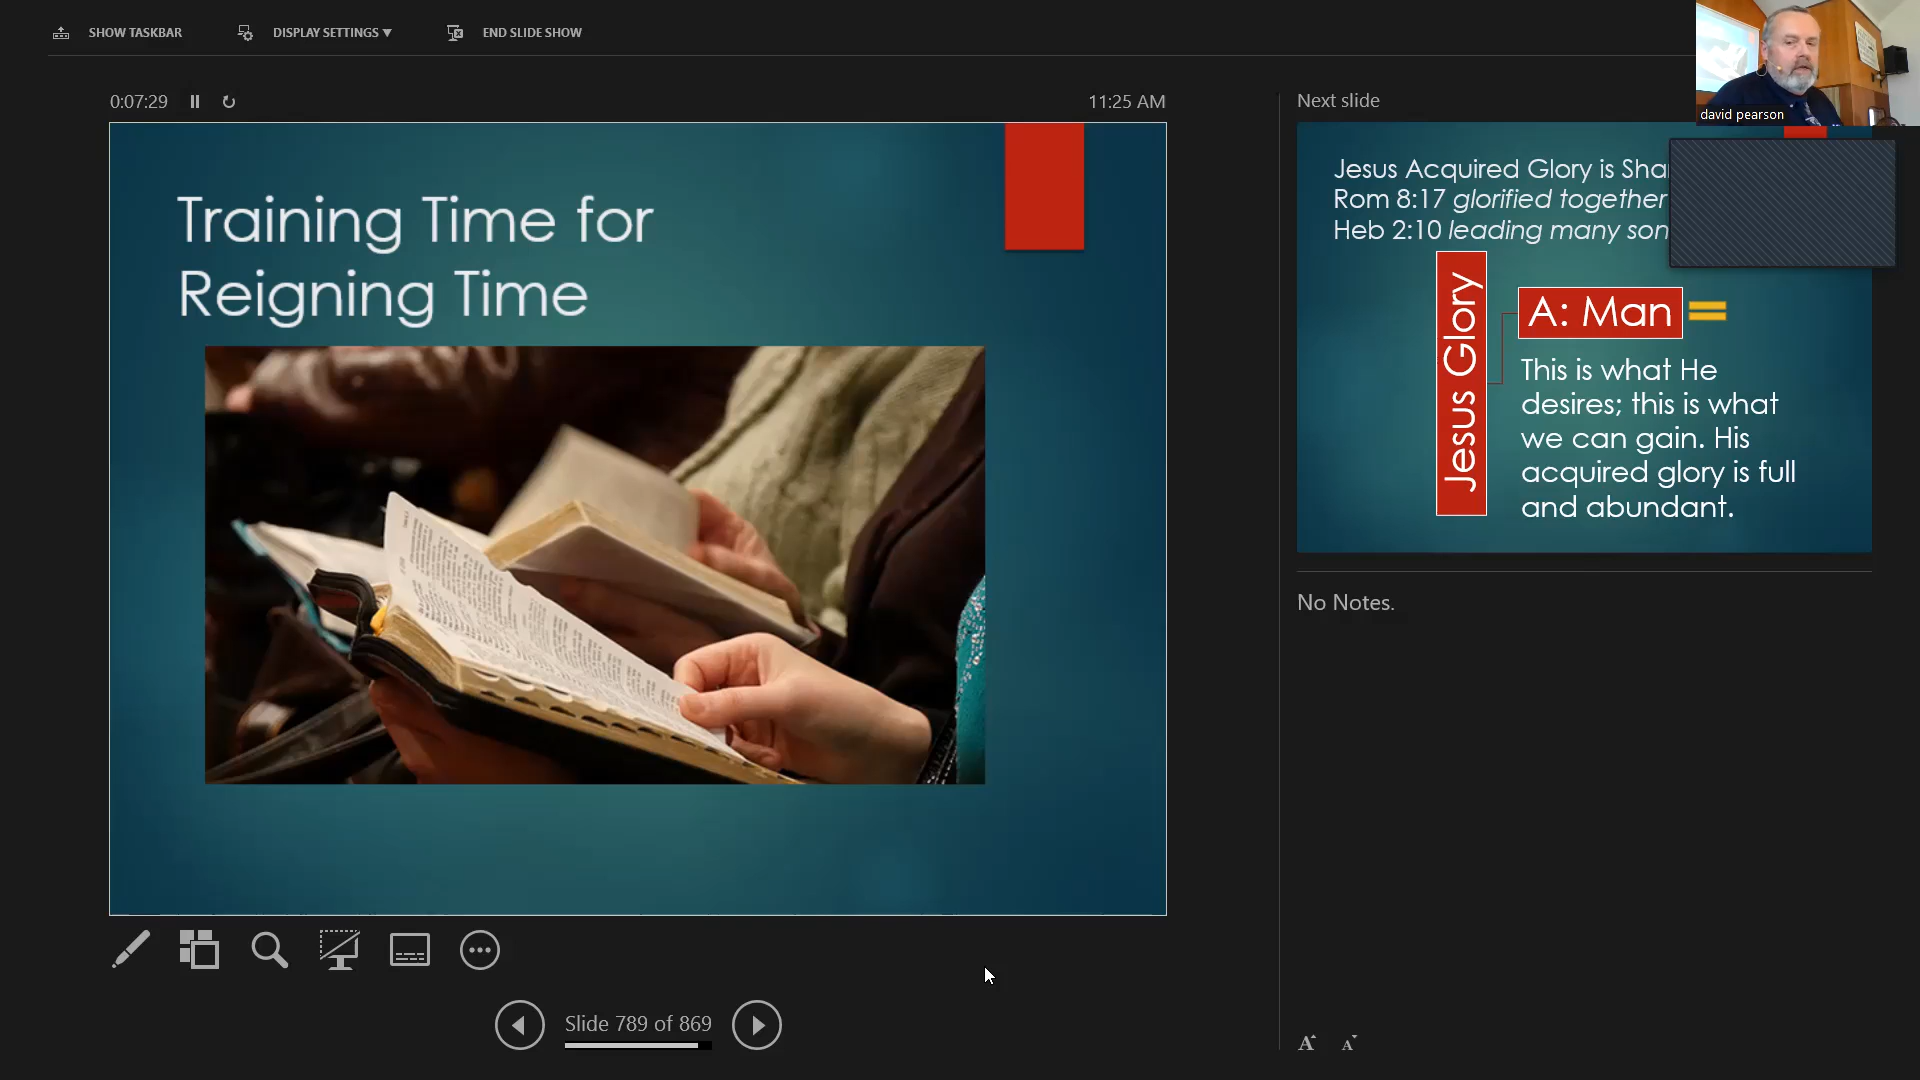 SHOW TASKBAR
DISPLAY SETTINGS ▼
END SLIDE SHOW
0:07:29
11:25 AM
Training Time for
Reigning Time
Slide 789 of 869
Next slide
david pearson
Jesus Acquired Glory is
Rom 8:17 glorified together
Heb 2:10 leading many
Jesus Glory
A: Man =
This is what He
desires; this is what
we can gain. His
acquired glory is full
and abundant.
No Notes.
A A